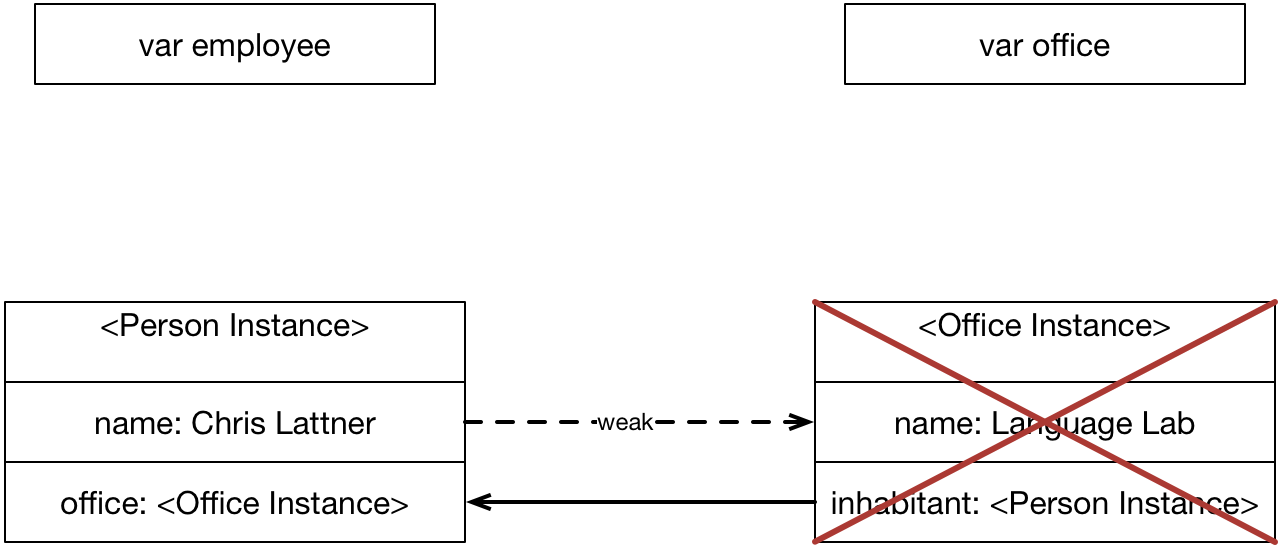 var employee
var office
<Person Instance>
<Office Instance>
name: Chris Lattner
weak
name: Language Lab
office: <Office Instance>
inhabitant: <Person Instance>